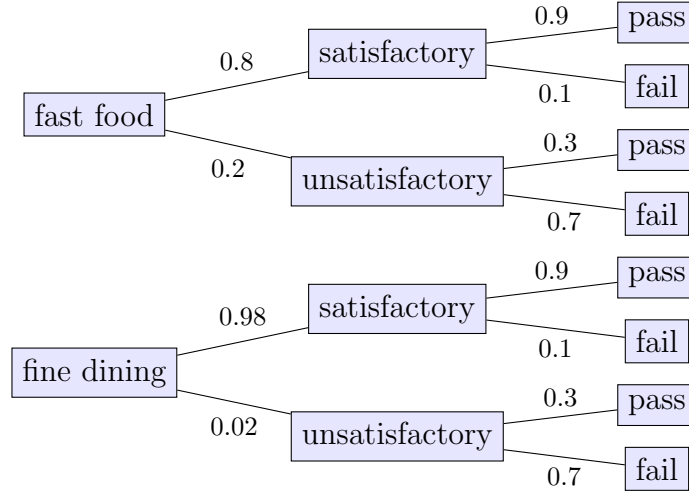 0.9
pass
satisfactory
0.8
0.1
fail
fast food
0.2
unsatisfactory
0.3
pass
0.7
fail
0.9
pass
satisfactory
0.98
0.1
fail
fine dining
0.02
unsatisfactory
0.3
pass
0.7
fail